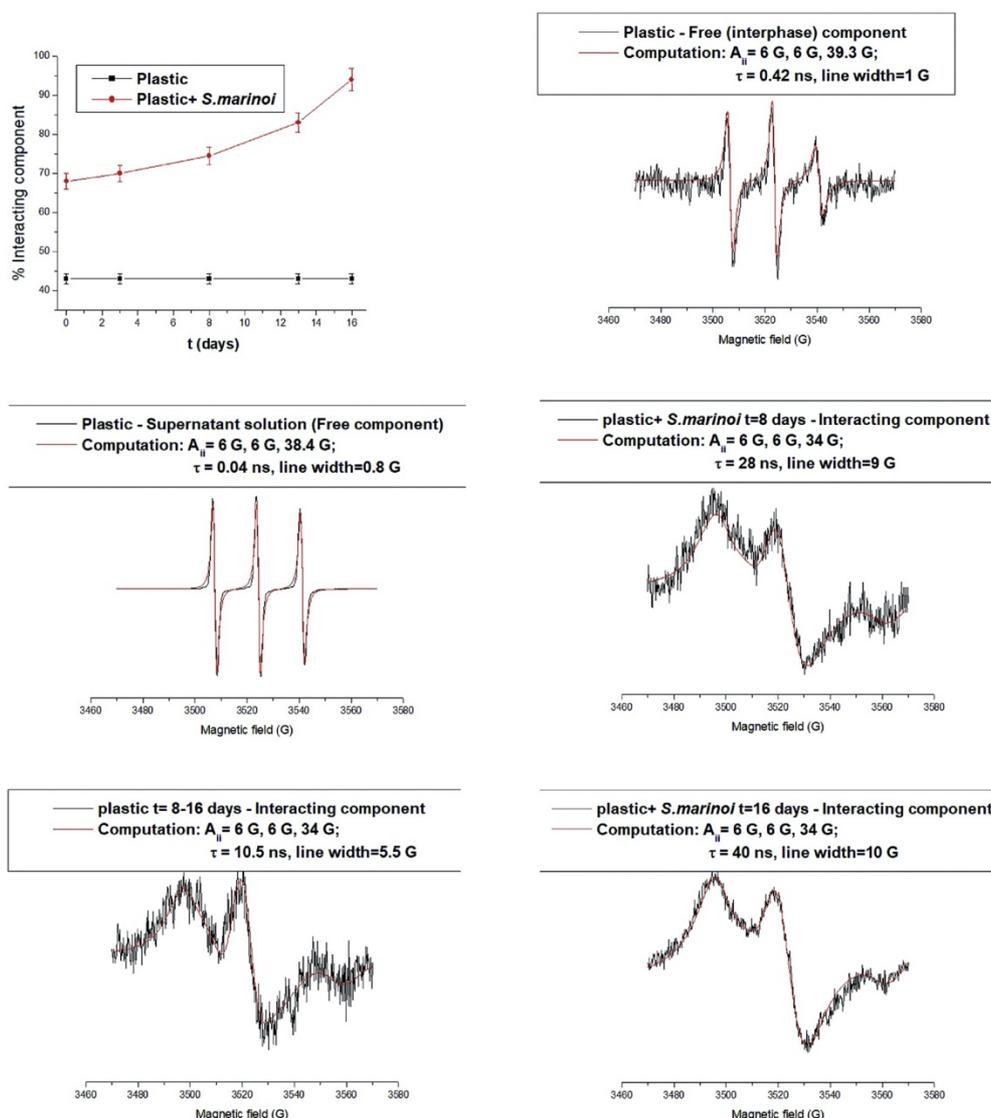 Plastic
Plastic+ S.marinoi
% Interacting component
100
90
80
70
60
50
40
0 2 4 6 8 10 12 14 16
t (days)
Plastic - Free (interphase) component
Computation: Aii= 6 G, 6 G, 39.3 G;
τ = 0.42 ns, line width=1 G
3460 3480 3500 3520 3540 3560 3580
Magnetic field (G)
Plastic - Supernatant solution (Free component)
Computation: Aii= 6 G, 6 G, 38.4 G;
τ = 0.04 ns, line width=0.8 G
3460 3480 3500 3520 3540 3560 3580
Magnetic field (G)
plastic+ S.marinoi t=8 days - Interacting component
Computation: Aii= 6 G, 6 G, 34 G;
τ = 28 ns, line width=9 G
3460 3480 3500 3520 3540 3560 3580
Magnetic field (G)
plastic t= 8-16 days - Interacting component
Computation: Aii= 6 G, 6 G, 34 G;
τ = 10.5 ns, line width=5.5 G
3460 3480 3500 3520 3540 3560 3580
Magnetic field (G)
plastic+ S.marinoi t=16 days - Interacting component
Computation: Aii= 6 G, 6 G, 34 G;
τ = 40 ns, line width=10 G
3460 3480 3500 3520 3540 3560 3580
Magnetic field (G)